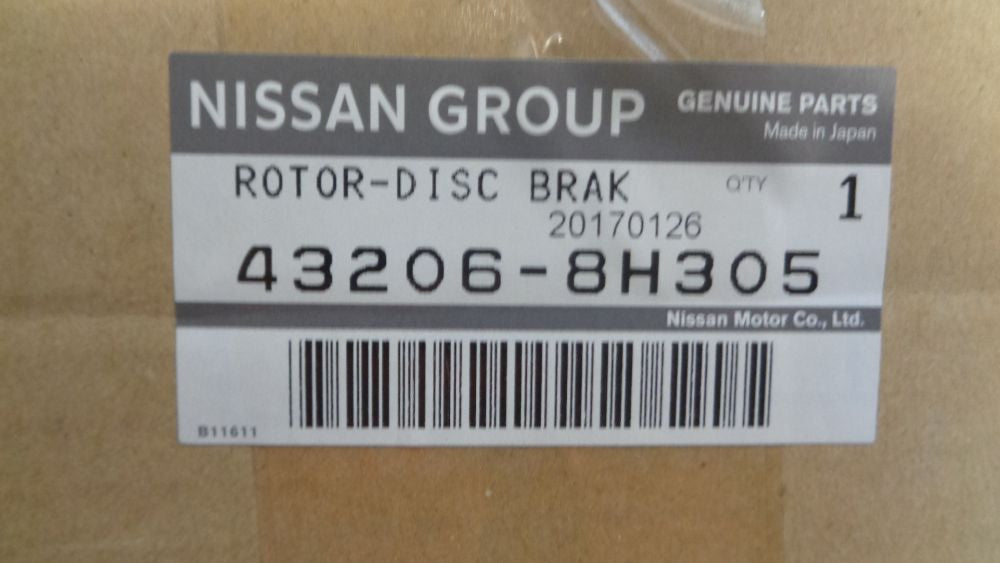 NISSAN GROUP GENUINE PARTS
Made in Japan
ROTOR-DISC BRAK Q'TY 1
20170126
43206-8H305
Nissan Motor Co., Ltd.
B11611